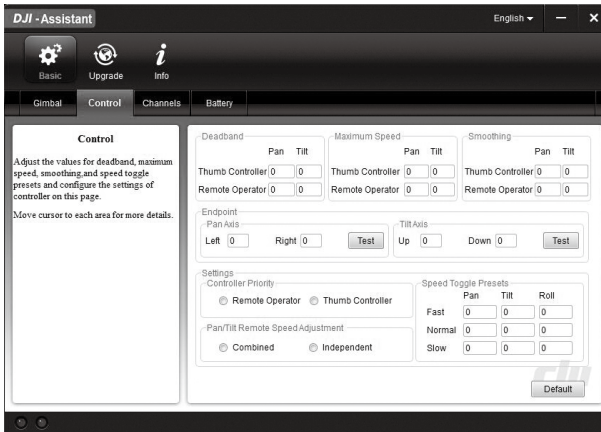 DJI - Assistant English
Basic Upgrade Info
Gimbal Control Channels Battery
Control
Adjust the values for deadband, maximum
speed, smoothing,and speed toggle
presets and configure the settings of
controller on this page.
Move cursor to each area for more details.
Deadband
Pan Tilt
Thumb Controller 0 0
Remote Operator 0 0
Maximum Speed
Pan Tilt
Thumb Controller 0 0
Remote Operator 0 0
Smoothing
Pan Tilt
Thumb Controller 0 0
Remote Operator 0 0
Endpoint
Pan Axis
Left 0 Right 0 Test
Tilt Axis
Up 0 Down 0 Test
Settings
Controller Priority
Remote Operator Thumb Controller
Pan/Tilt Remote Speed Adjustment
Combined Independent
Speed Toggle Presets
Pan Tilt Roll
Fast 0 0 0
Normal 0 0 0
Slow 0 0 0
dji
Default